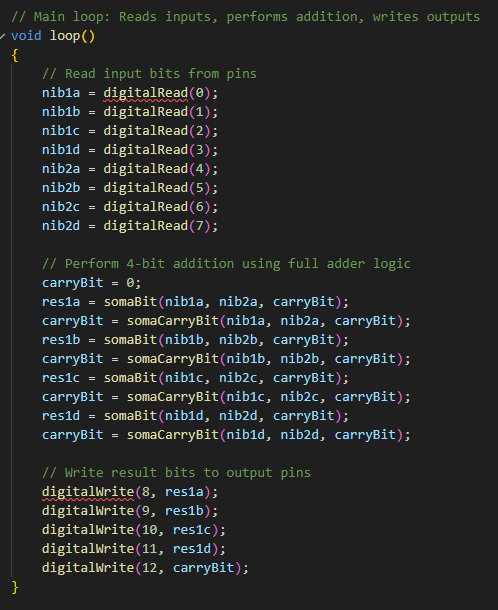 // Main loop: Reads inputs, performs addition, writes outputs
void loop()
{
    // Read input bits from pins
    nib1a = digitalRead(0);
    nib1b = digitalRead(1);
    nib1c = digitalRead(2);
    nib1d = digitalRead(3);
    nib2a = digitalRead(4);
    nib2b = digitalRead(5);
    nib2c = digitalRead(6);
    nib2d = digitalRead(7);

    // Perform 4-bit addition using full adder logic
    carryBit = 0;
    res1a = somaBit(nib1a, nib2a, carryBit);
    carryBit = somaCarryBit(nib1a, nib2a, carryBit);
    res1b = somaBit(nib1b, nib2b, carryBit);
    carryBit = somaCarryBit(nib1b, nib2b, carryBit);
    res1c = somaBit(nib1c, nib2c, carryBit);
    carryBit = somaCarryBit(nib1c, nib2c, carryBit);
    res1d = somaBit(nib1d, nib2d, carryBit);
    carryBit = somaCarryBit(nib1d, nib2d, carryBit);

    // Write result bits to output pins
    digitalWrite(8, res1a);
    digitalWrite(9, res1b);
    digitalWrite(10, res1c);
    digitalWrite(11, res1d);
    digitalWrite(12, carryBit);
}